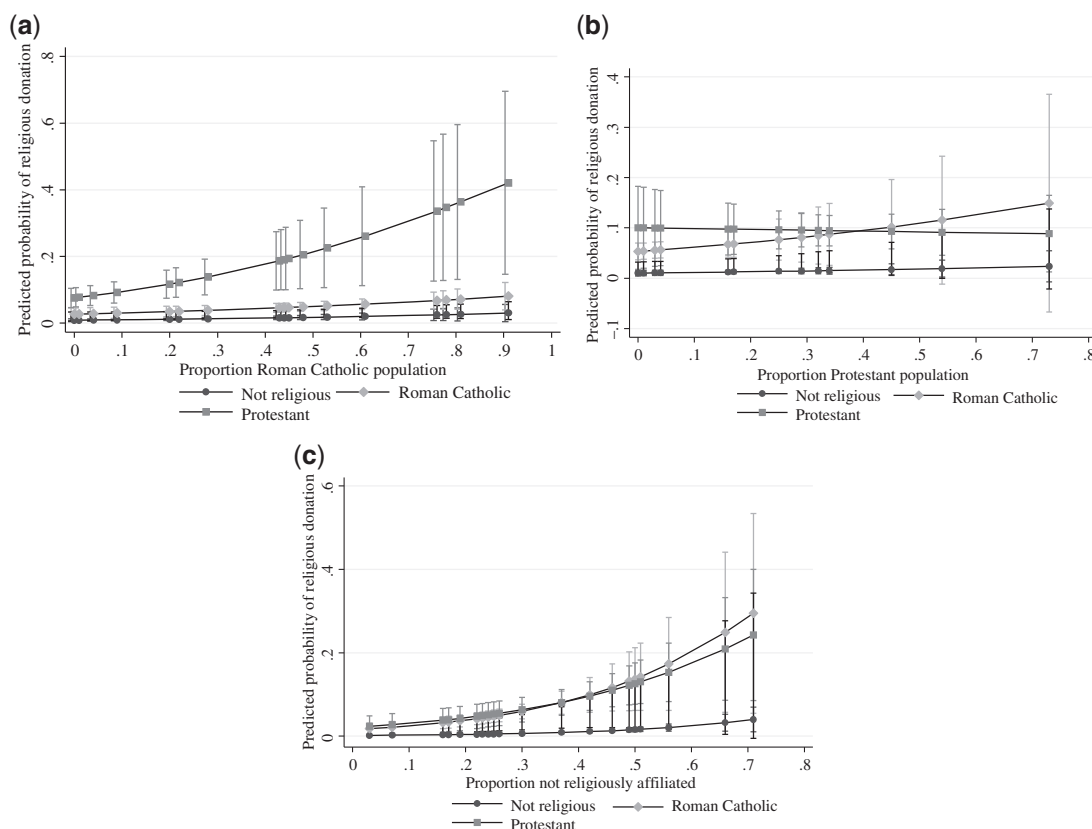 (a)
Predicted probability of religious donation
.8
.6
.4
.2
0
0 .1 .2 .3 .4 .5 .6 .7 .8 .9 1
Proportion Roman Catholic population
Not religious Roman Catholic
Protestant
(b)
Predicted probability of religious donation
.4
.3
.2
.1
0
−.1
0 .1 .2 .3 .4 .5 .6 .7 .8
Proportion Protestant population
Not religious Roman Catholic
Protestant
(c)
Predicted probability of religious donation
.6
.4
.2
0
0 .1 .2 .3 .4 .5 .6 .7 .8
Proportion not religiously affiliated
Not religious Roman Catholic
Protestant